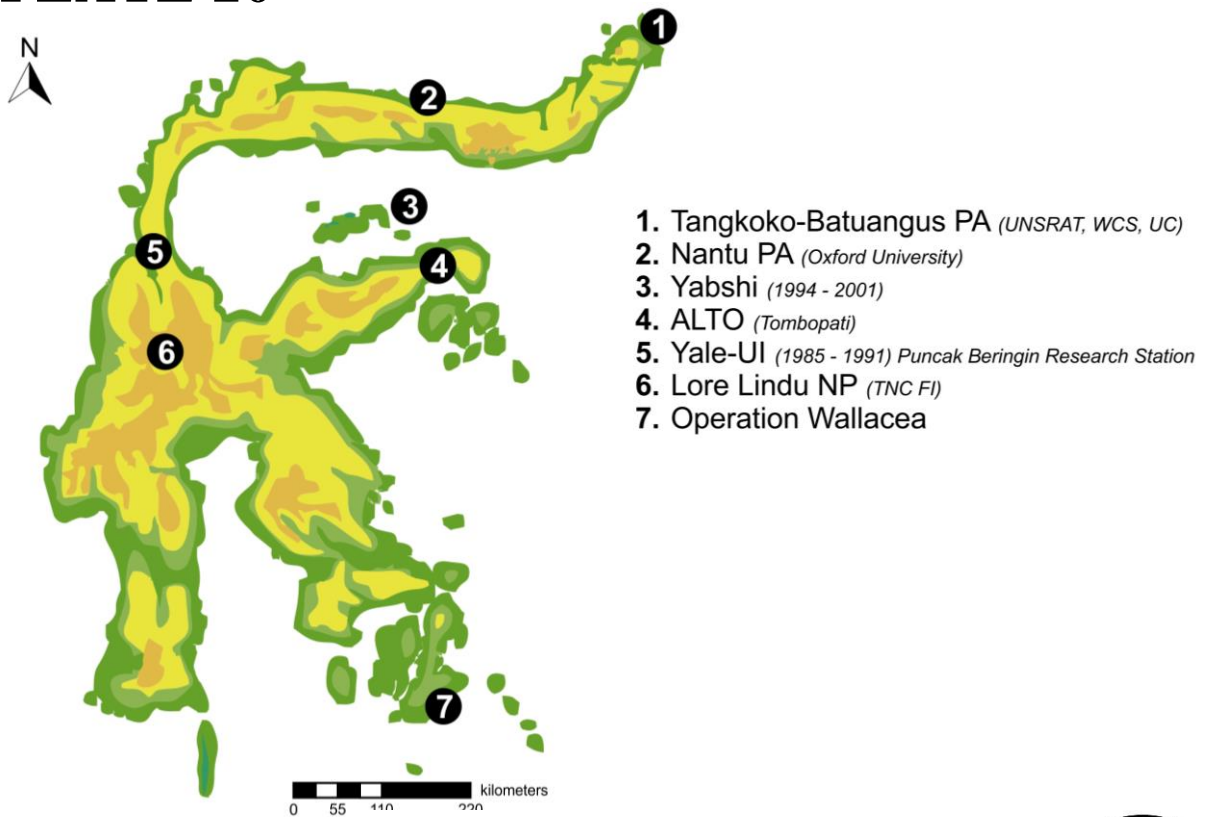 N
1
2
3
4
5
6
7
1. Tangkoko-Batuangus PA (UNSRAT, WCS, UC)
2. Nantu PA (Oxford University)
3. Yabshi (1994 - 2001)
4. ALTO (Tombopati)
5. Yale-UI (1985 - 1991) Puncak Beringin Research Station
6. Lore Lindu NP (TNC FI)
7. Operation Wallacea
kilometers
0 55 110 220